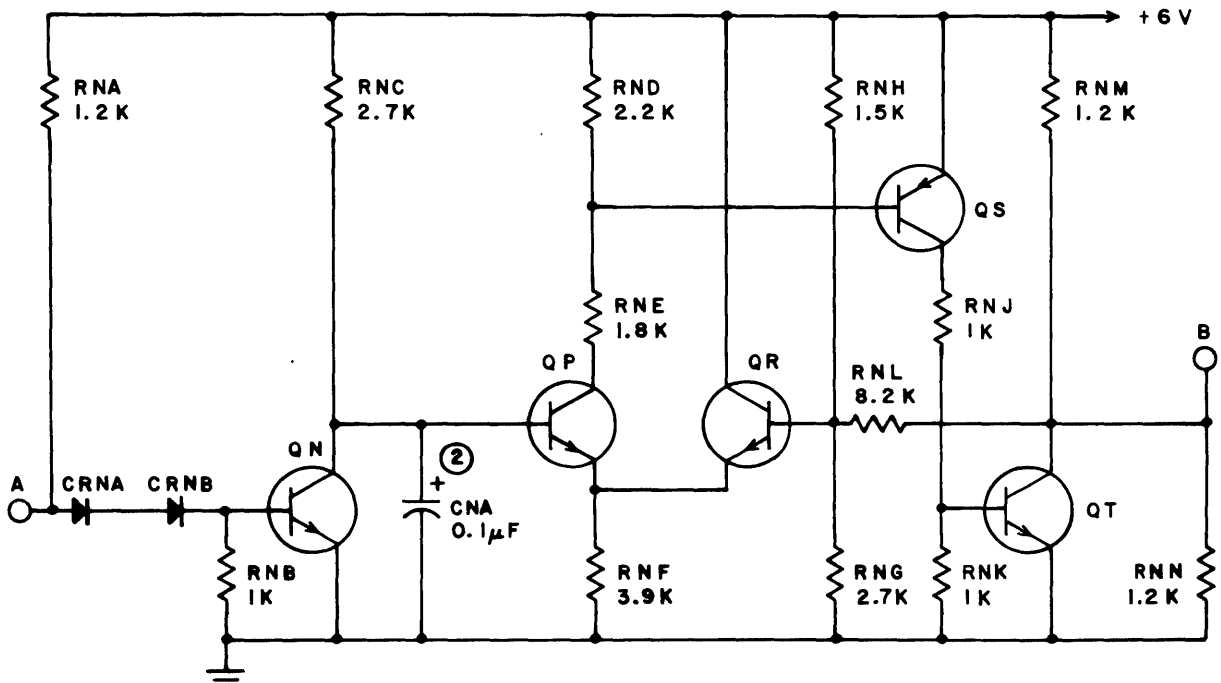 +6V
RNA
1.2K
RNC
2.7K
RND
2.2K
RNH
1.5K
RNM
1.2K
QS
RNE
1.8K
RNJ
1K
B
QP
QR
RNL
8.2K
QN
2
A
CRNA
CRNB
+
CNA
0.1μF
QT
RNB
1K
RNF
3.9K
RNG
2.7K
RNK
1K
RNN
1.2K